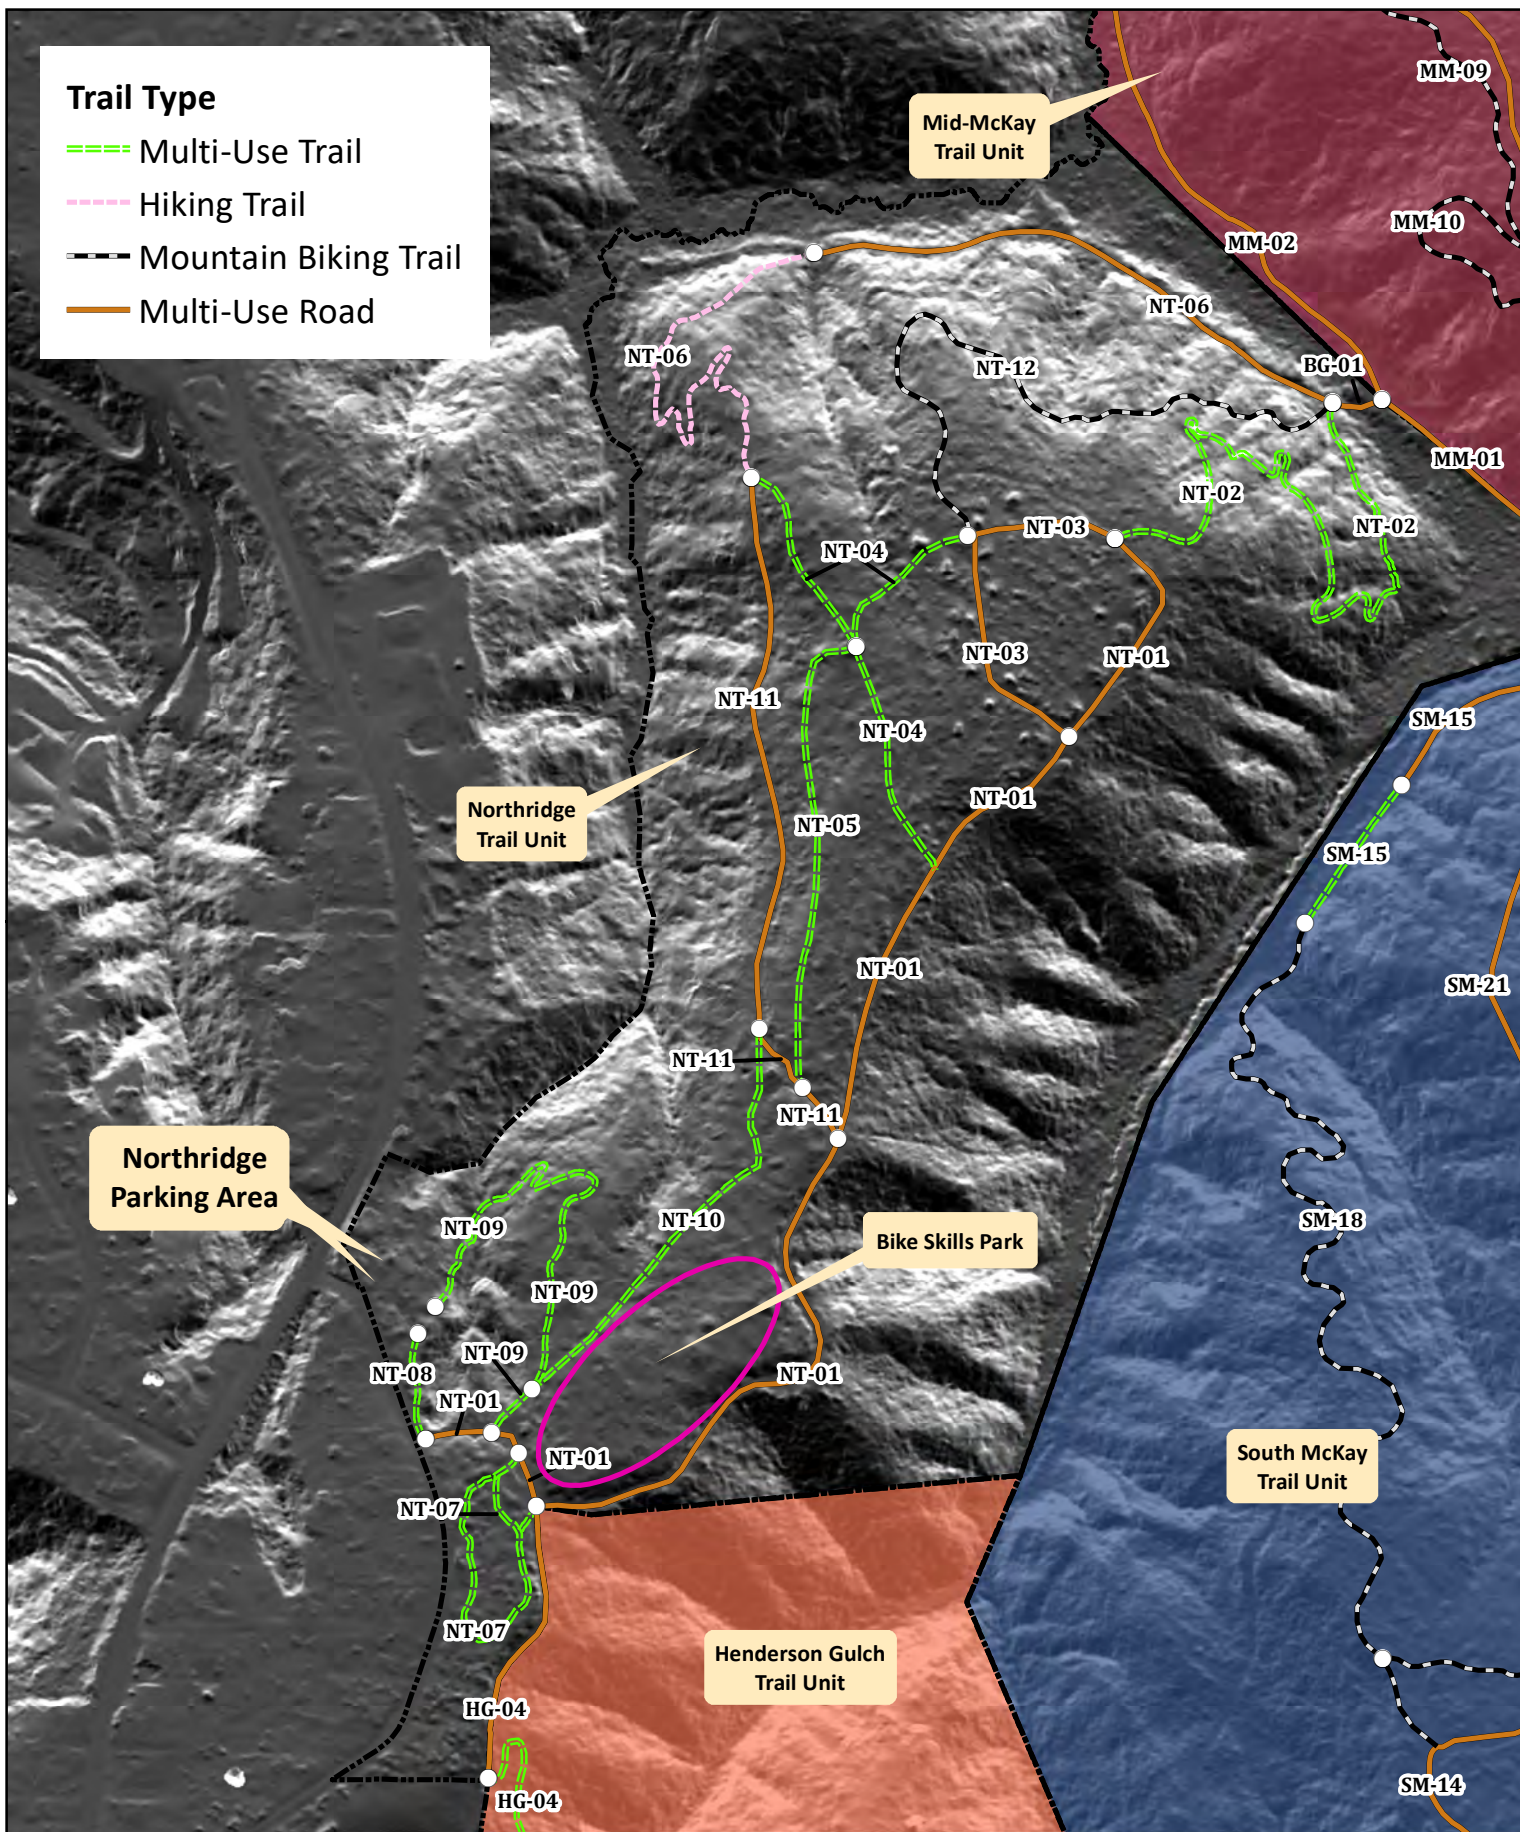 Trail Type
Multi-Use Trail
Hiking Trail
Mountain Biking Trail
Multi-Use Road
Mid-McKay
Trail Unit
MM-09
MM-10
MM-02
NT-06
NT-06
NT-12
BG-01
MM-01
NT-02
NT-02
NT-03
NT-04
NT-03
NT-01
NT-11
NT-04
SM-15
Northridge
Trail Unit
NT-01
NT-05
SM-15
NT-01
SM-21
NT-11
NT-11
Northridge
Parking Area
NT-09
NT-10
SM-18
Bike Skills Park
NT-09
NT-09
NT-08
NT-01
NT-01
NT-01
South McKay
Trail Unit
NT-07
NT-07
Henderson Gulch
Trail Unit
HG-04
SM-14
HG-04